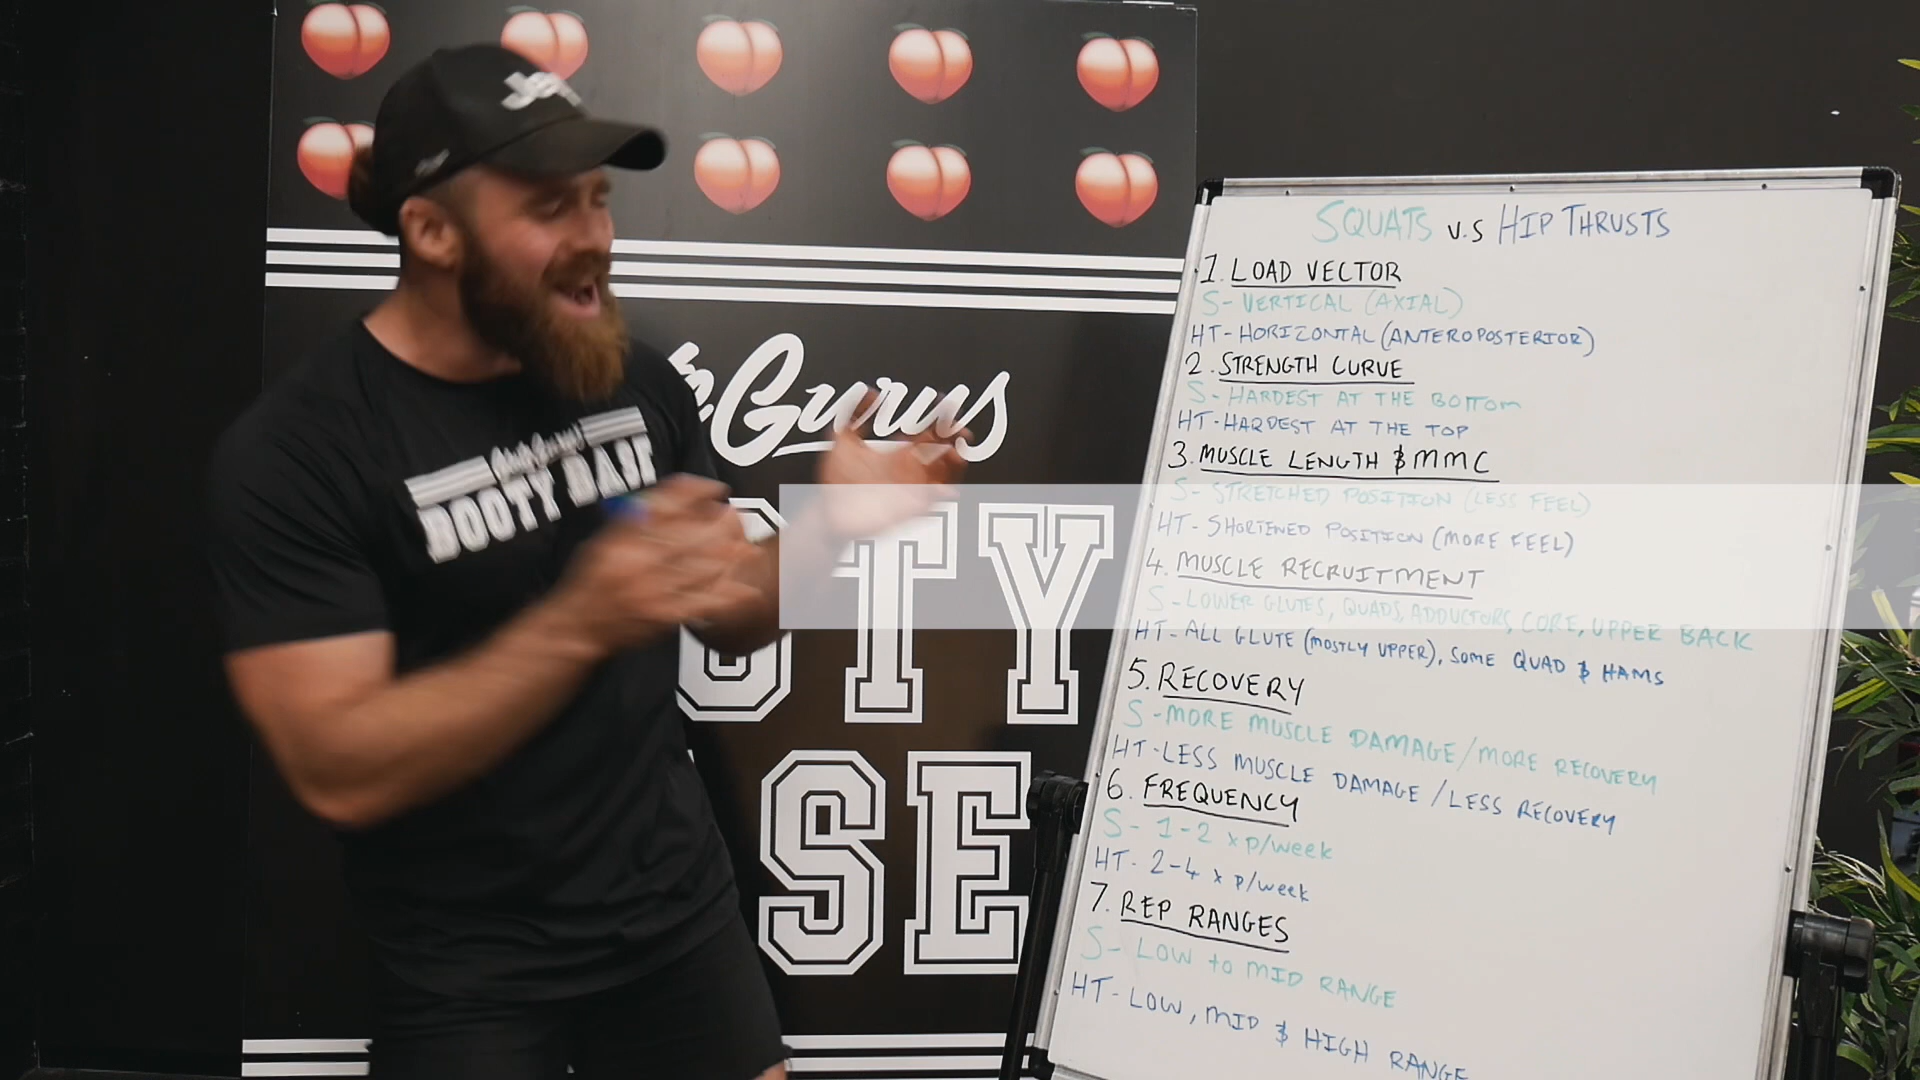 Gurus
BOOTY BASE
TY
SE
SQUATS v.s HIP THRUSTS
1. LOAD VECTOR
S- VERTICAL (AXIAL)
HT- HORIZONTAL (ANTEROPOSTERIOR)
2. STRENGTH CURVE
S- HARDEST AT THE BOTTOM
HT- HARDEST AT THE TOP
3. MUSCLE LENGTH & MMC
S- STRETCHED POSITION (LESS FEEL)
HT- SHORTENED POSITION (MORE FEEL)
4. MUSCLE RECRUITMENT
S- LOWER GLUTES, QUADS, ADDUCTORS, CORE, UPPER BACK
HT- ALL GLUTE (MOSTLY UPPER), SOME QUAD & HAMS
5. RECOVERY
S- MORE MUSCLE DAMAGE/MORE RECOVERY
HT- LESS MUSCLE DAMAGE/LESS RECOVERY
6. FREQUENCY
S- 1-2 x p/week
HT- 2-4 x p/week
7. REP RANGES
S- LOW to MID RANGE
HT- LOW, MID & HIGH RANGE